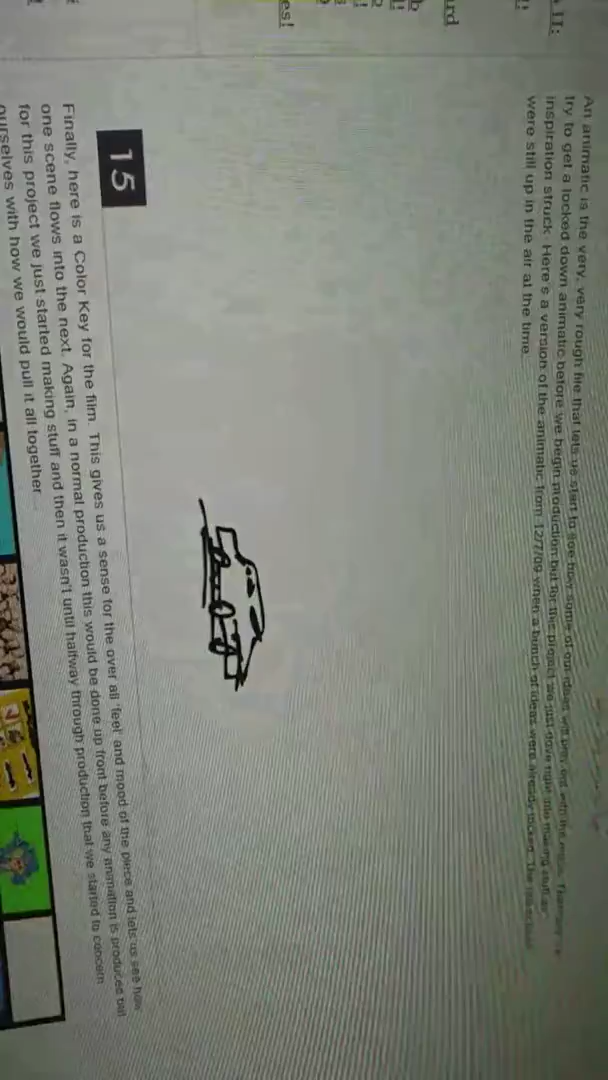 An animatic is the very, very rough file that lets us start to see how some of our ideas will play out with the music. Typically we
try to get a locked down animatic before we begin production but for this project we just dove right into making stuff as
inspiration struck. Here's a version of the animatic from 12/7/09 when a bunch of ideas were already locked.
were still up in the air at the time.
15
Finally, here is a Color Key for the film. This gives us a sense for the over all 'feel' and mood of the piece and lets us see how
one scene flows into the next. Again, in a normal production this would be done up front before any animation is produced but
for this project we just started making stuff and then it wasn't until halfway through production that we started to concern
ourselves with how we would pull it all together